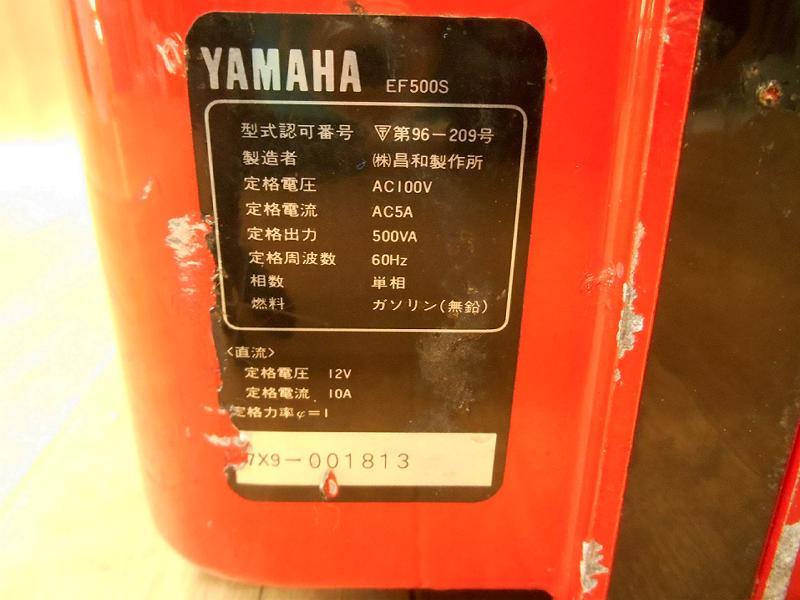 YAMAHA EF500S
型式認可番号 第96-209号
製造者 ㈱昌和製作所
定格電圧 AC100V
定格電流 AC5A
定格出力 500VA
定格周波数 60Hz
相数 単相
燃料 ガソリン(無鉛)
〈直流〉
定格電圧 12V
定格電流 10A
定格力率φ=1
7X9-001813